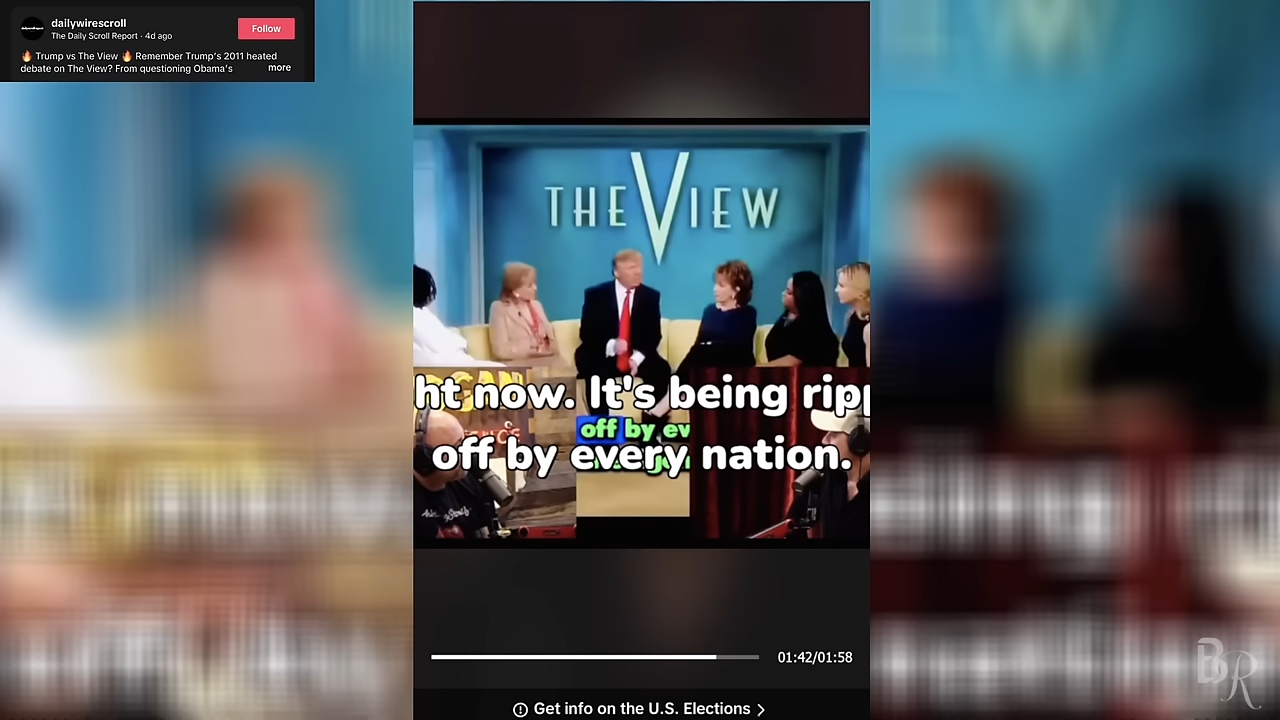 dailywirescroll
The Daily Scroll Report · 4d ago
Follow
🔥 Trump vs The View 🔥 Remember Trump's 2011 heated
debate on The View? From questioning Obama's
more
THE VIEW
ht now. It's being ripp
off by ev
off by every nation.
01:42/01:58
Get info on the U.S. Elections
BR